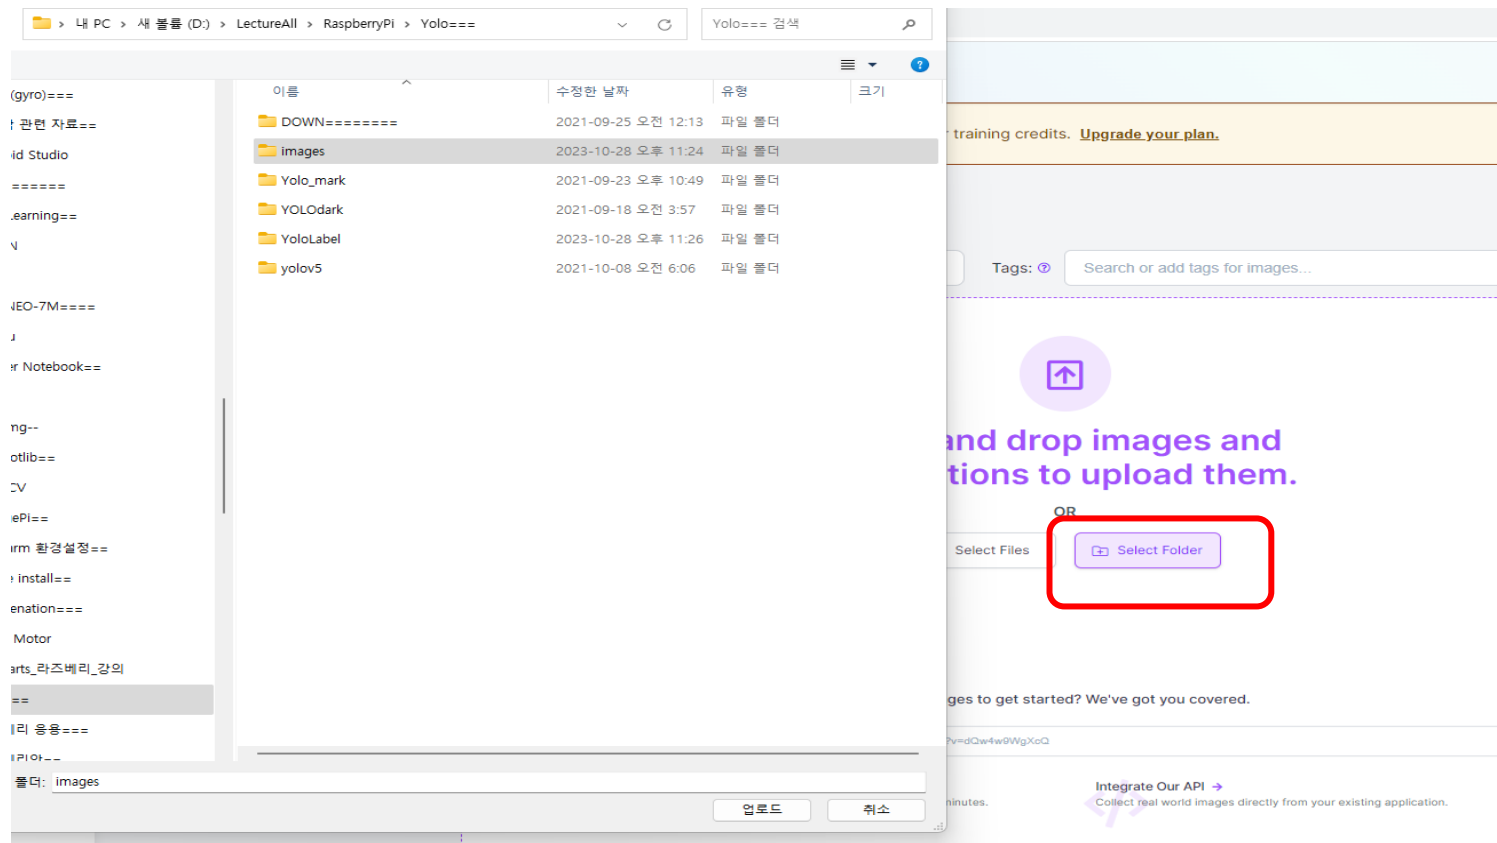 내 PC > 새 볼륨 (D:) > LectureAll > RaspberryPi > Yolo===
Yolo=== 검색
이름 수정한 날짜 유형 크기
DOWN======== 2021-09-25 오전 12:13 파일 폴더
images 2023-10-28 오후 11:24 파일 폴더
Yolo_mark 2021-09-23 오후 10:49 파일 폴더
YOLOdark 2021-09-18 오전 3:57 파일 폴더
YoloLabel 2023-10-28 오후 11:26 파일 폴더
yolov5 2021-10-08 오전 6:06 파일 폴더
(gyro)===
관련 자료==
id Studio
======
earning==
N
NEO-7M====
u
er Notebook==
ng--
otlib==
CV
ePi==
arm 환경설정==
install==
enation===
Motor
arts_라즈베리_강의
==
리 응용===
폴더: images
업로드 취소
training credits. Upgrade your plan.
Tags: Search or add tags for images...
and drop images and
tions to upload them.
OR
Select Files Select Folder
ges to get started? We've got you covered.
?v=dQw4w9WgXcQ
Integrate Our API →
minutes. Collect real world images directly from your existing application.